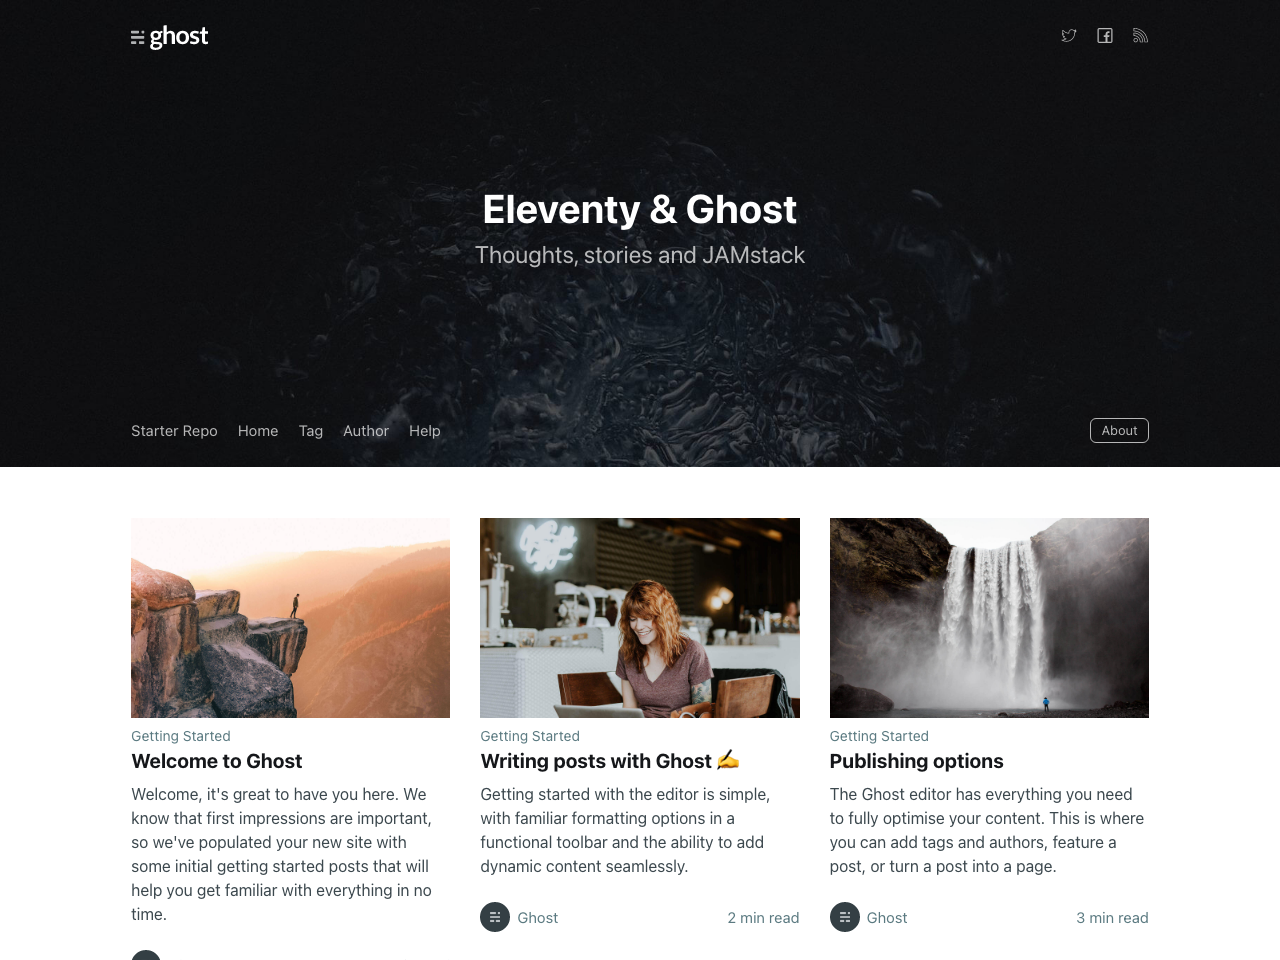 ghost
Eleventy & Ghost
Thoughts, stories and JAMstack
Starter Repo Home Tag Author Help About
Getting Started
Welcome to Ghost
Welcome, it's great to have you here. We
know that first impressions are important,
so we've populated your new site with
some initial getting started posts that will
help you get familiar with everything in no
time.
Getting Started
Writing posts with Ghost ✍️
Getting started with the editor is simple,
with familiar formatting options in a
functional toolbar and the ability to add
dynamic content seamlessly.
Ghost 2 min read
Getting Started
Publishing options
The Ghost editor has everything you need
to fully optimise your content. This is where
you can add tags and authors, feature a
post, or turn a post into a page.
Ghost 3 min read